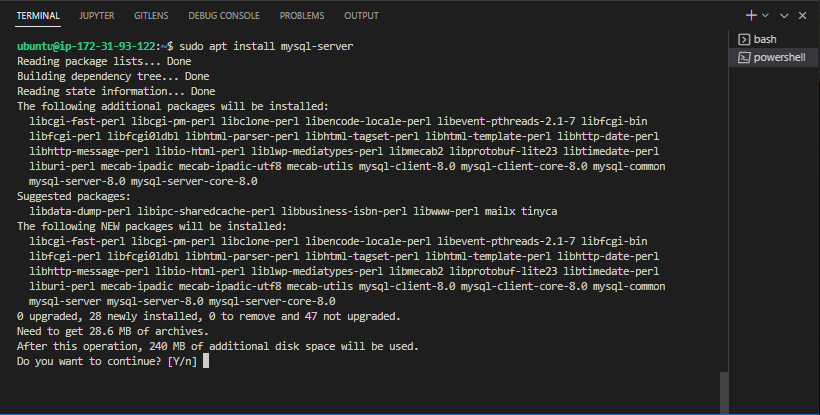 TERMINAL JUPYTER GITLENS DEBUG CONSOLE PROBLEMS OUTPUT
bash
powershell
ubuntu@ip-172-31-93-122:~$ sudo apt install mysql-server
Reading package lists... Done
Building dependency tree... Done
Reading state information... Done
The following additional packages will be installed:
libcgi-fast-perl libcgi-pm-perl libclone-perl libencode-locale-perl libevent-pthreads-2.1-7 libfcgi-bin
libfcgi-perl libfcgi0ldbl libhtml-parser-perl libhtml-tagset-perl libhtml-template-perl libhttp-date-perl
libhttp-message-perl libio-html-perl liblwp-mediatypes-perl libmecab2 libprotobuf-lite23 libtimedate-perl
liburi-perl mecab-ipadic mecab-ipadic-utf8 mecab-utils mysql-client-8.0 mysql-client-core-8.0 mysql-common
mysql-server-8.0 mysql-server-core-8.0
Suggested packages:
libdata-dump-perl libipc-sharedcache-perl libbusiness-isbn-perl libwww-perl mailx tinyca
The following NEW packages will be installed:
libcgi-fast-perl libcgi-pm-perl libclone-perl libencode-locale-perl libevent-pthreads-2.1-7 libfcgi-bin
libfcgi-perl libfcgi0ldbl libhtml-parser-perl libhtml-tagset-perl libhtml-template-perl libhttp-date-perl
libhttp-message-perl libio-html-perl liblwp-mediatypes-perl libmecab2 libprotobuf-lite23 libtimedate-perl
liburi-perl mecab-ipadic mecab-ipadic-utf8 mecab-utils mysql-client-8.0 mysql-client-core-8.0 mysql-common
mysql-server mysql-server-8.0 mysql-server-core-8.0
0 upgraded, 28 newly installed, 0 to remove and 47 not upgraded.
Need to get 28.6 MB of archives.
After this operation, 240 MB of additional disk space will be used.
Do you want to continue? [Y/n]